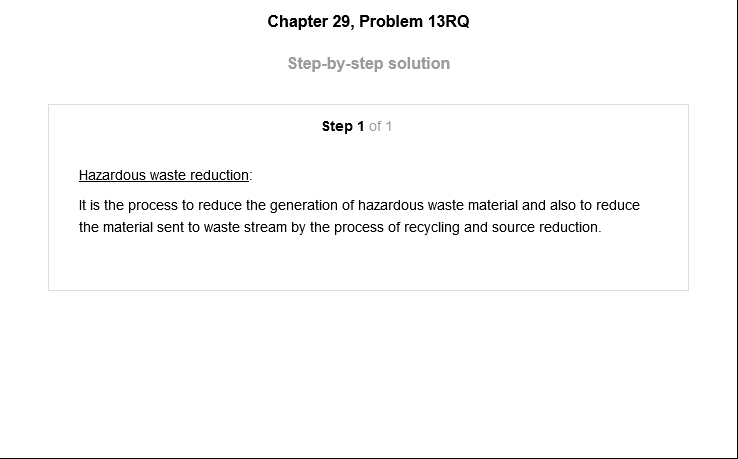 Chapter 29, Problem 13RQ
Step-by-step solution
Step 1 of 1
Hazardous waste reduction:
It is the process to reduce the generation of hazardous waste material and also to reduce
the material sent to waste stream by the process of recycling and source reduction.